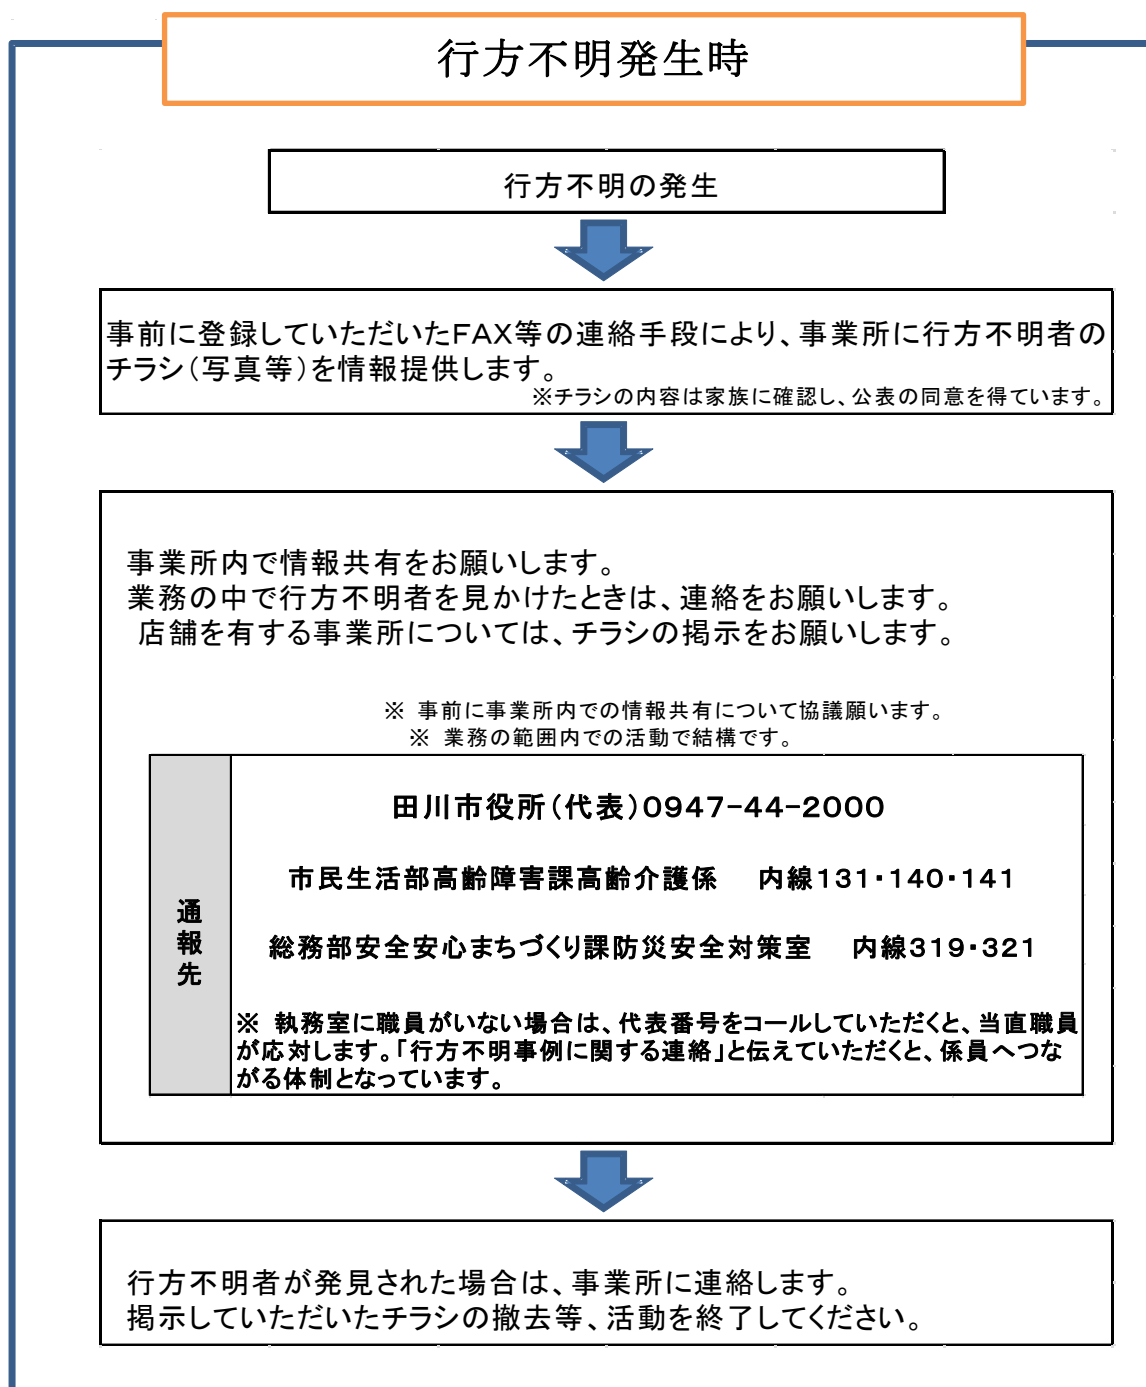 行方不明発生時
行方不明の発生
事前に登録していただいたFAX等の連絡手段により、事業所に行方不明者の
チラシ（写真等）を情報提供します。
※チラシの内容は家族に確認し、公表の同意を得ています。
事業所内で情報共有をお願いします。
業務の中で行方不明者を見かけたときは、連絡をお願いします。
店舗を有する事業所については、チラシの掲示をお願いします。
※ 事前に事業所内での情報共有について協議願います。
※ 業務の範囲内での活動で結構です。
通報先
田川市役所（代表）0947-44-2000
市民生活部高齢障害課高齢介護係　内線131・140・141
総務部安全安心まちづくり課防災安全対策室　内線319・321
※ 執務室に職員がいない場合は、代表番号をコールしていただくと、当直職員
が応対します。「行方不明事例に関する連絡」と伝えていただくと、係員へつな
がる体制となっています。
行方不明者が発見された場合は、事業所に連絡します。
掲示していただいたチラシの撤去等、活動を終了してください。